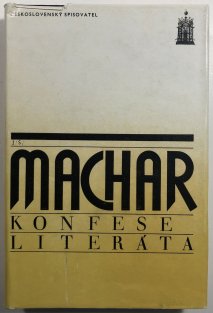 ČESKOSLOVENSKÝ SPISOVATEL
J. S.
MACHAR
KONFESE
LITERÁTA